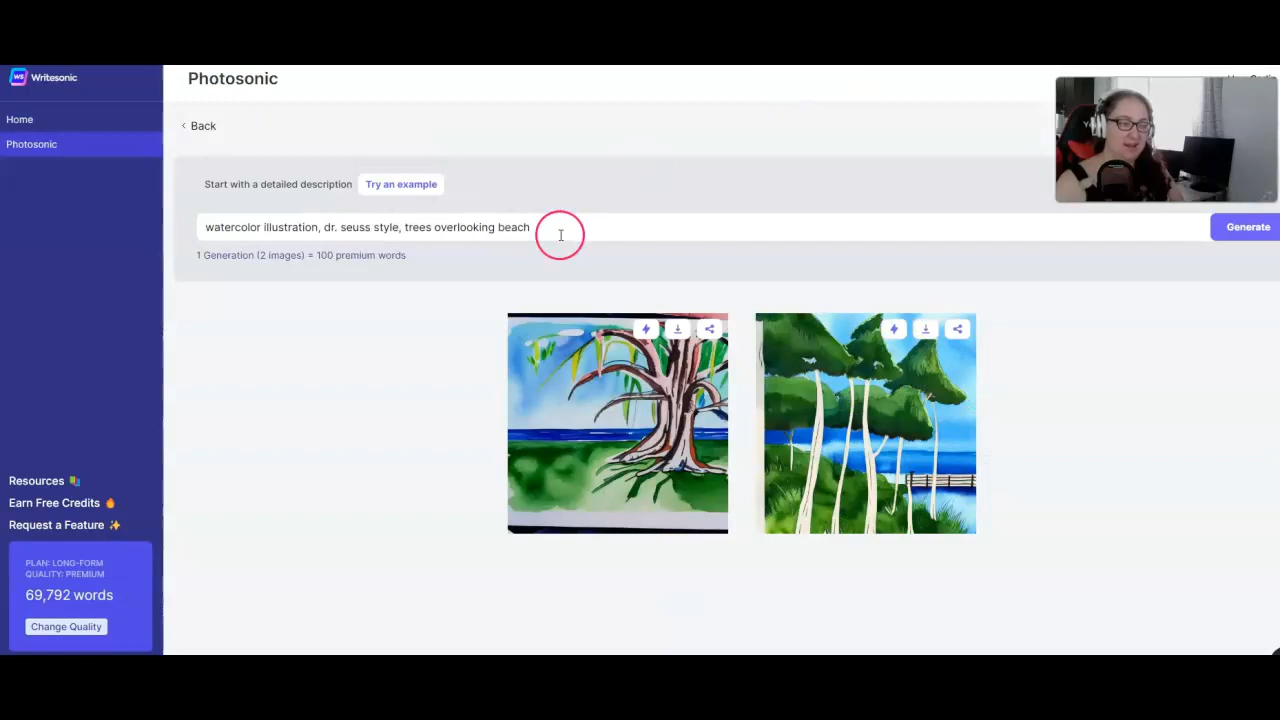 WS Writesonic
Photosonic
Home
Photosonic
Back
Start with a detailed description Try an example
watercolor illustration, dr. seuss style, trees overlooking beach
Generate
1 Generation (2 images) = 100 premium words
Resources
Earn Free Credits
Request a Feature
PLAN: LONG-FORM
QUALITY: PREMIUM
69,792 words
Change Quality